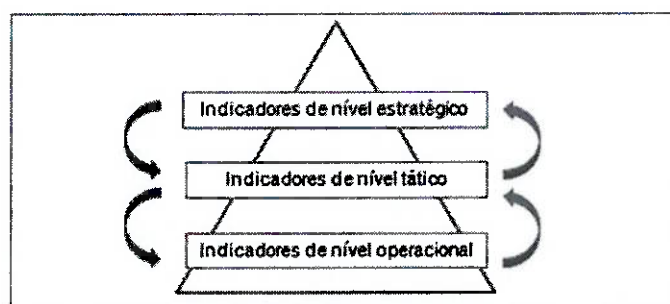 Indicadores de nível estratégico
Indicadores de nível tático
Indicadores de nível operacional